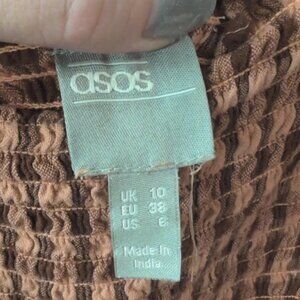 asos
UK 10
EU 38
US 6
Made in
India